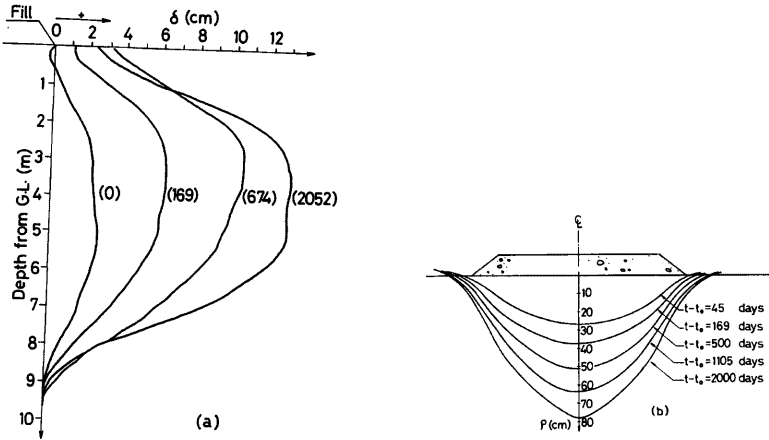 Fill
+
δ (cm)
0 2 4 6 8 10 12
Depth from G.L. (m)
1
2
3
4
5
6
7
8
9
10
(0)
(169)
(674)
(2052)
(a)
℄
10
20
30
40
50
60
70
80
t-t₀=45 days
t-t₀=169 days
t-t₀=500 days
t-t₀=1105 days
t-t₀=2000 days
ρ(cm)
(b)